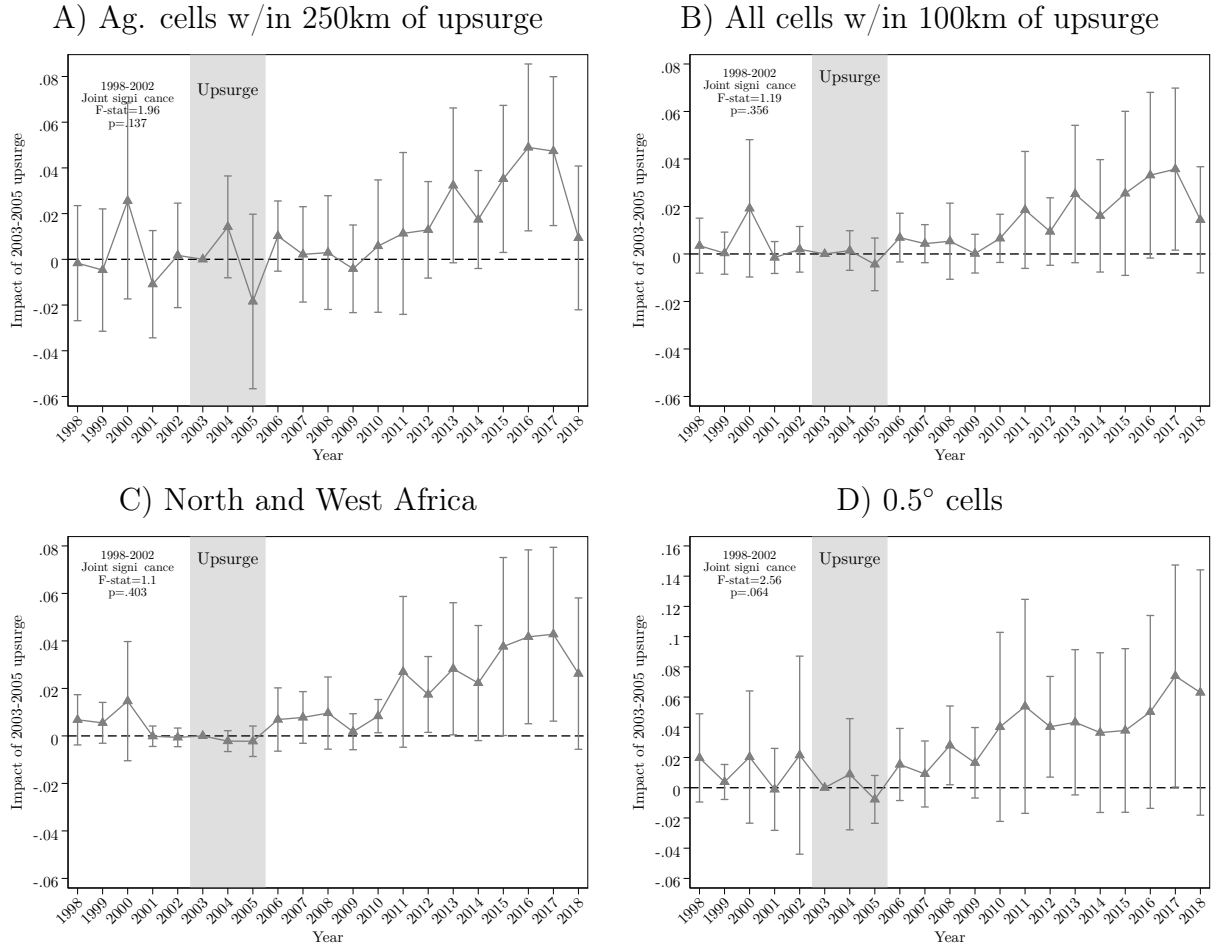 A) Ag. cells w/in 250km of upsurge
1998-2002
Joint signi cance
F-stat=1.96
p=.137
Upsurge
Impact of 2003-2005 upsurge
.08
.06
.04
.02
0
-.02
-.04
-.06
1998 1999 2000 2001 2002 2003 2004 2005 2006 2007 2008 2009 2010 2011 2012 2013 2014 2015 2016 2017 2018
Year
B) All cells w/in 100km of upsurge
1998-2002
Joint signi cance
F-stat=1.19
p=.356
Upsurge
Impact of 2003-2005 upsurge
.08
.06
.04
.02
0
-.02
-.04
-.06
1998 1999 2000 2001 2002 2003 2004 2005 2006 2007 2008 2009 2010 2011 2012 2013 2014 2015 2016 2017 2018
Year
C) North and West Africa
1998-2002
Joint signi cance
F-stat=1.1
p=.403
Upsurge
Impact of 2003-2005 upsurge
.08
.06
.04
.02
0
-.02
-.04
-.06
1998 1999 2000 2001 2002 2003 2004 2005 2006 2007 2008 2009 2010 2011 2012 2013 2014 2015 2016 2017 2018
Year
D) 0.5° cells
1998-2002
Joint signi cance
F-stat=2.56
p=.064
Upsurge
Impact of 2003-2005 upsurge
.16
.14
.12
.1
.08
.06
.04
.02
0
-.02
-.04
-.06
1998 1999 2000 2001 2002 2003 2004 2005 2006 2007 2008 2009 2010 2011 2012 2013 2014 2015 2016 2017 2018
Year